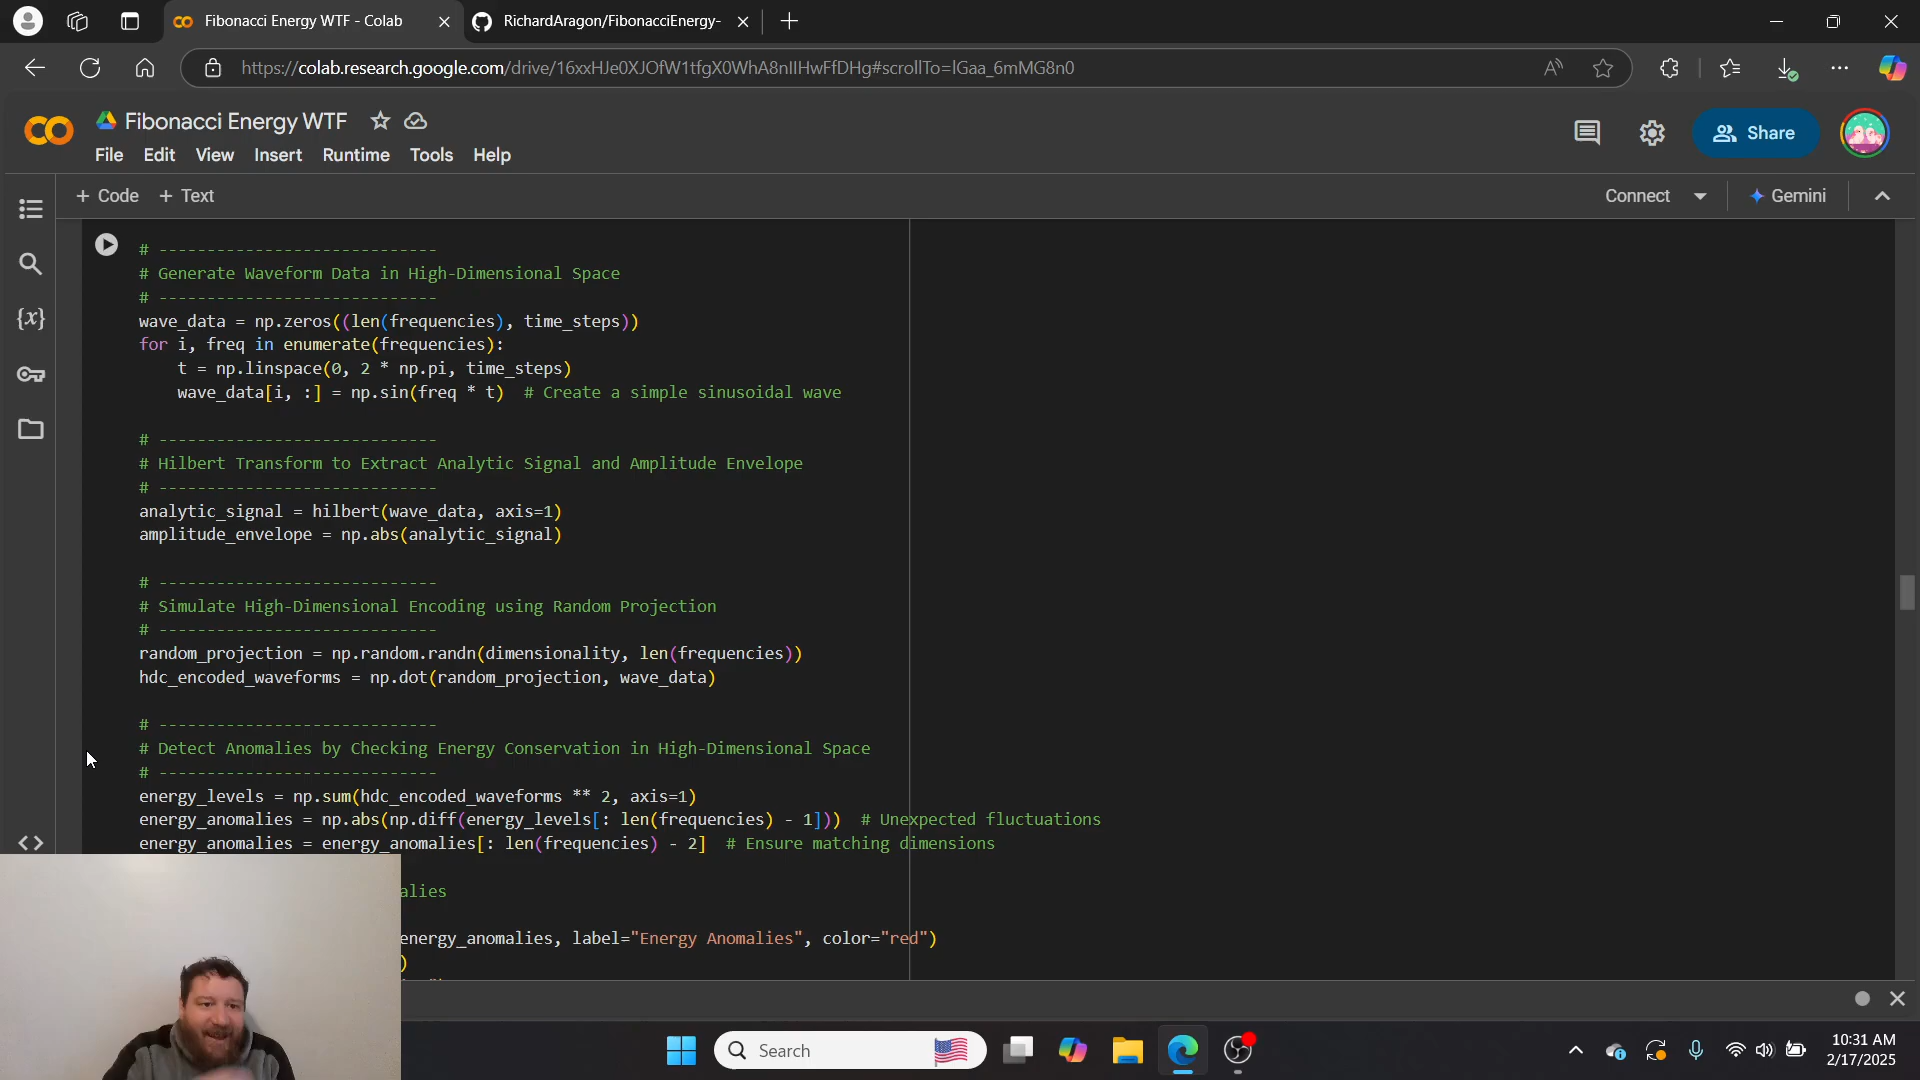 Fibonacci Energy WTF - Colab
RichardAragon/FibonacciEnergy-
https://colab.research.google.com/drive/16xxHJe0XJOfW1tfgX0WhA8nIIHwFfDHg#scrollTo=lGaa_6mMG8n0
Fibonacci Energy WTF
Share
File Edit View Insert Runtime Tools Help
+ Code + Text
Connect
Gemini
# -----------------------------
# Generate Waveform Data in High-Dimensional Space
# -----------------------------
wave_data = np.zeros((len(frequencies), time_steps))
for i, freq in enumerate(frequencies):
t = np.linspace(0, 2 * np.pi, time_steps)
wave_data[i, :] = np.sin(freq * t) # Create a simple sinusoidal wave
# -----------------------------
# Hilbert Transform to Extract Analytic Signal and Amplitude Envelope
# -----------------------------
analytic_signal = hilbert(wave_data, axis=1)
amplitude_envelope = np.abs(analytic_signal)
# -----------------------------
# Simulate High-Dimensional Encoding using Random Projection
# -----------------------------
random_projection = np.random.randn(dimensionality, len(frequencies))
hdc_encoded_waveforms = np.dot(random_projection, wave_data)
# -----------------------------
# Detect Anomalies by Checking Energy Conservation in High-Dimensional Space
# -----------------------------
energy_levels = np.sum(hdc_encoded_waveforms ** 2, axis=1)
energy_anomalies = np.abs(np.diff(energy_levels[: len(frequencies) - 1])) # Unexpected fluctuations
energy_anomalies = energy_anomalies[: len(frequencies) - 2] # Ensure matching dimensions
alies
energy_anomalies, label="Energy Anomalies", color="red")
)
Search
10:31 AM
2/17/2025